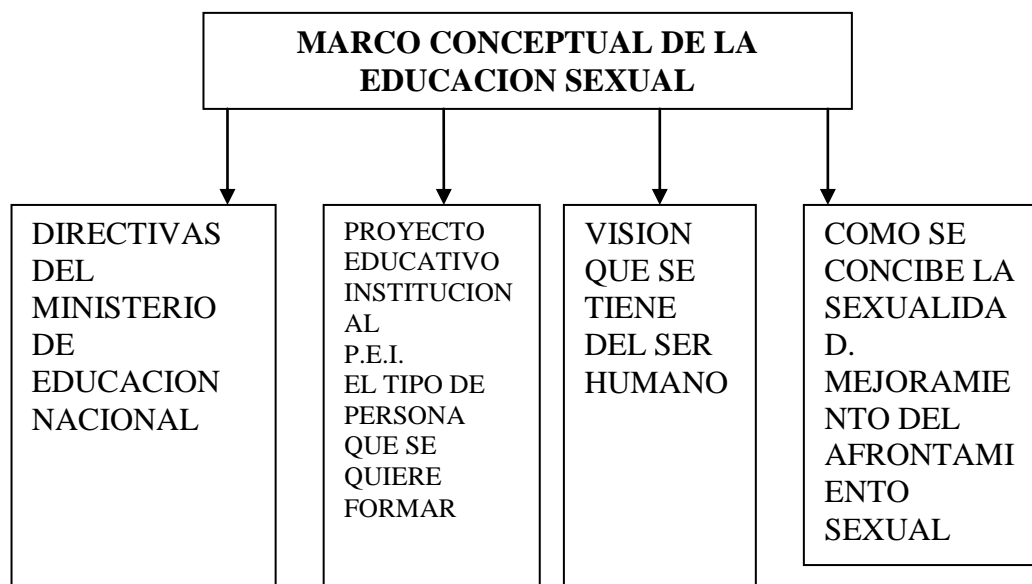 MARCO CONCEPTUAL DE LA
EDUCACION SEXUAL
DIRECTIVAS
DEL
MINISTERIO
DE
EDUCACION
NACIONAL
PROYECTO
EDUCATIVO
INSTITUCION
AL
P.E.I.
EL TIPO DE
PERSONA
QUE SE
QUIERE
FORMAR
VISION
QUE SE
TIENE
DEL SER
HUMANO
COMO SE
CONCIBE LA
SEXUALIDA
D.
MEJORAMIE
NTO DEL
AFRONTAMI
ENTO
SEXUAL